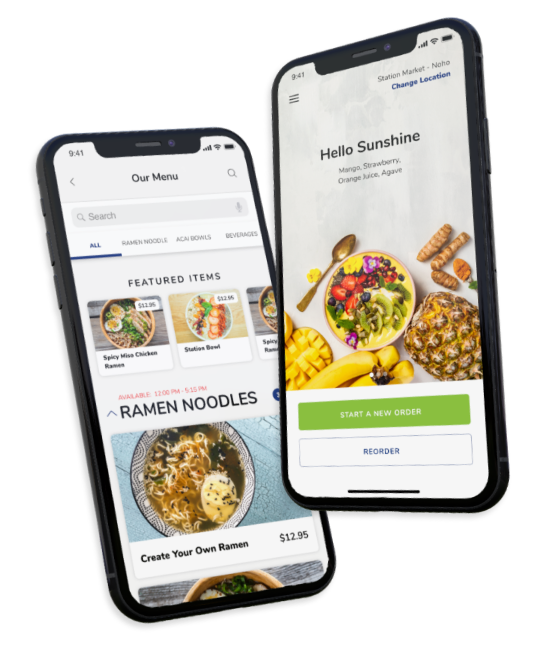 9:41
Our Menu
Search
ALL
RAMEN NOODLE
ACAI BOWLS
BEVERAGES
FEATURED ITEMS
$12.95
$12.95
Spicy Miso Chicken
Ramen
Station Bowl
Spicy
Rame
AVAILABLE: 12:00 PM - 5:15 PM
RAMEN NOODLES
Create Your Own Ramen
$12.95
9:41
Station Market - Noho
Change Location
Hello Sunshine
Mango, Strawberry,
Orange Juice, Agave
START A NEW ORDER
REORDER